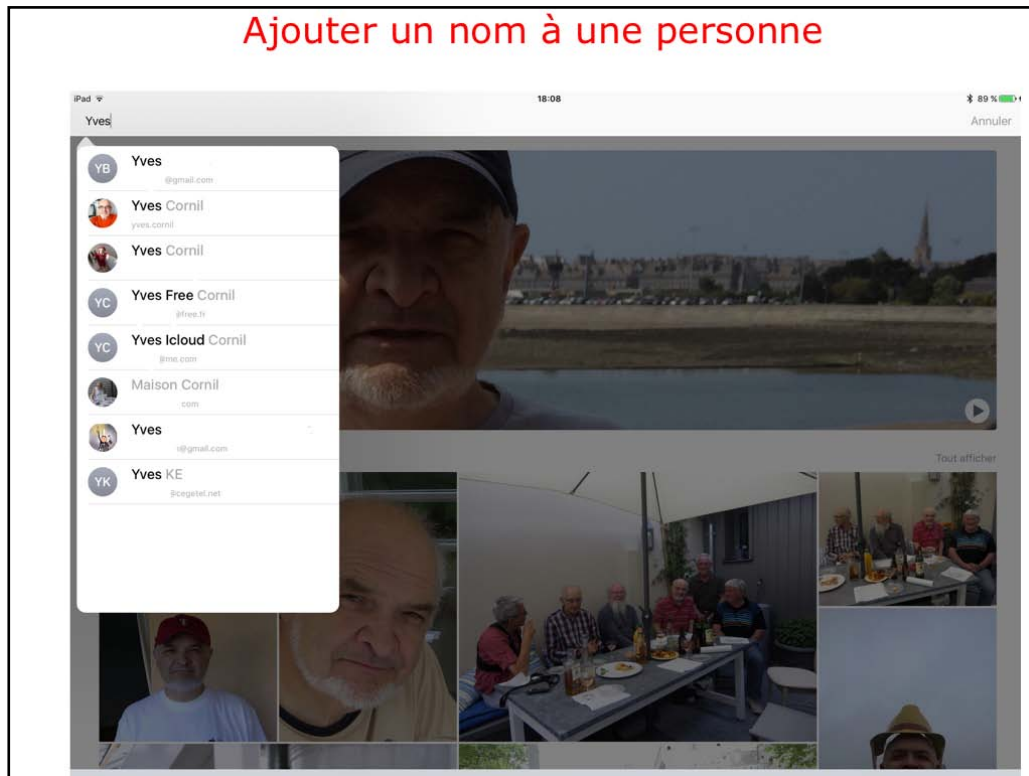 Ajouter un nom à une personne
iPad 18:08 89 %
Yves Annuler
YB Yves
@gmail.com
Yves Cornil
yves.cornil
Yves Cornil
YC Yves Free Cornil
@free.fr
YC Yves Icloud Cornil
@me.com
Maison Cornil
com
Yves
@gmail.com
YK Yves KE
@cegetel.net
Tout afficher